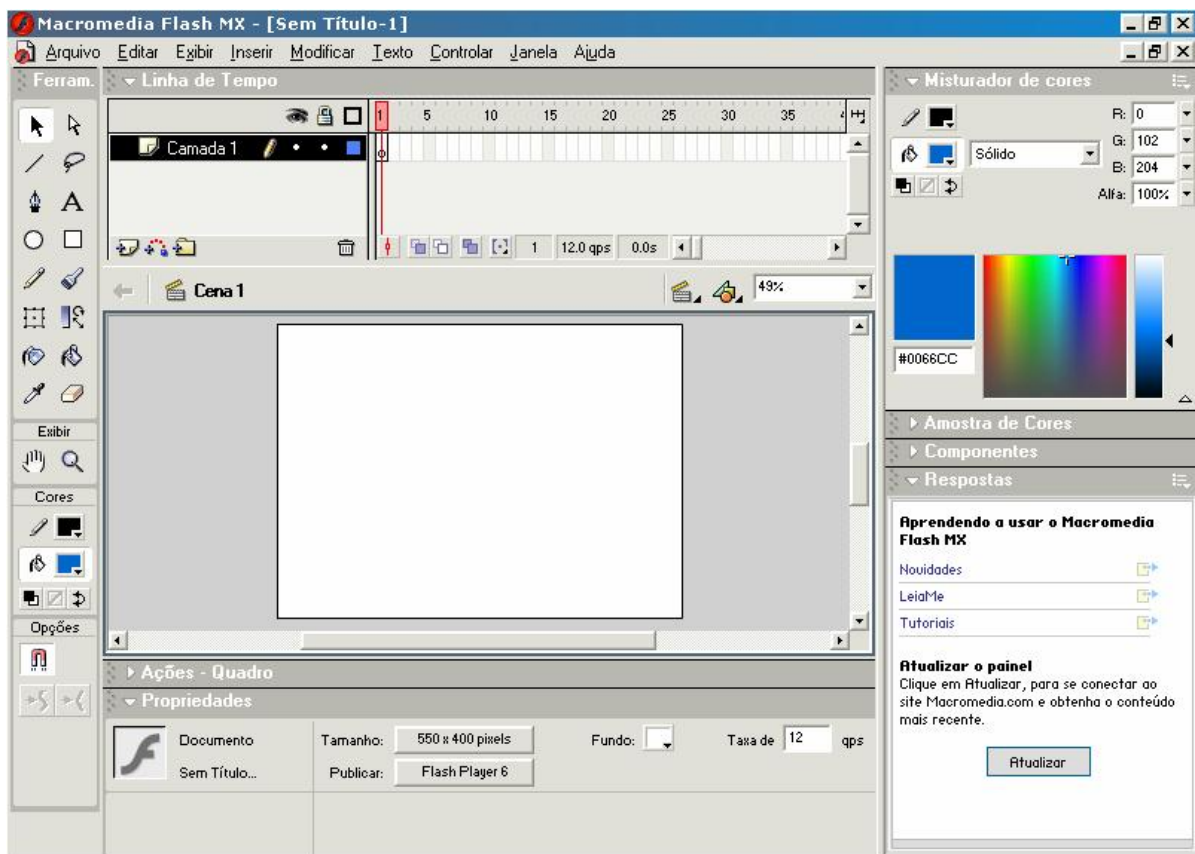 Macromedia Flash MX - [Sem Título-1]
Arquivo Editar Exibir Inserir Modificar Texto Controlar Janela Ajuda
Ferram.
Linha de Tempo
1 5 10 15 20 25 30 35 4
Camada 1
1 12.0 qps 0.0s
Cena 1
49%
Exibir
Cores
Opções
Ações - Quadro
Propriedades
Documento
Sem Título...
Tamanho: 550 x 400 pixels
Publicar: Flash Player 6
Fundo:
Taxa de 12 qps
Misturador de cores
R: 0
Sólido
G: 102
B: 204
Alfa: 100%
#0066CC
Amostra de Cores
Componentes
Respostas
Aprendendo a usar o Macromedia
Flash MX
Novidades
LeiaMe
Tutoriais
Atualizar o painel
Clique em Atualizar, para se conectar ao
site Macromedia.com e obtenha o conteúdo
mais recente.
Atualizar